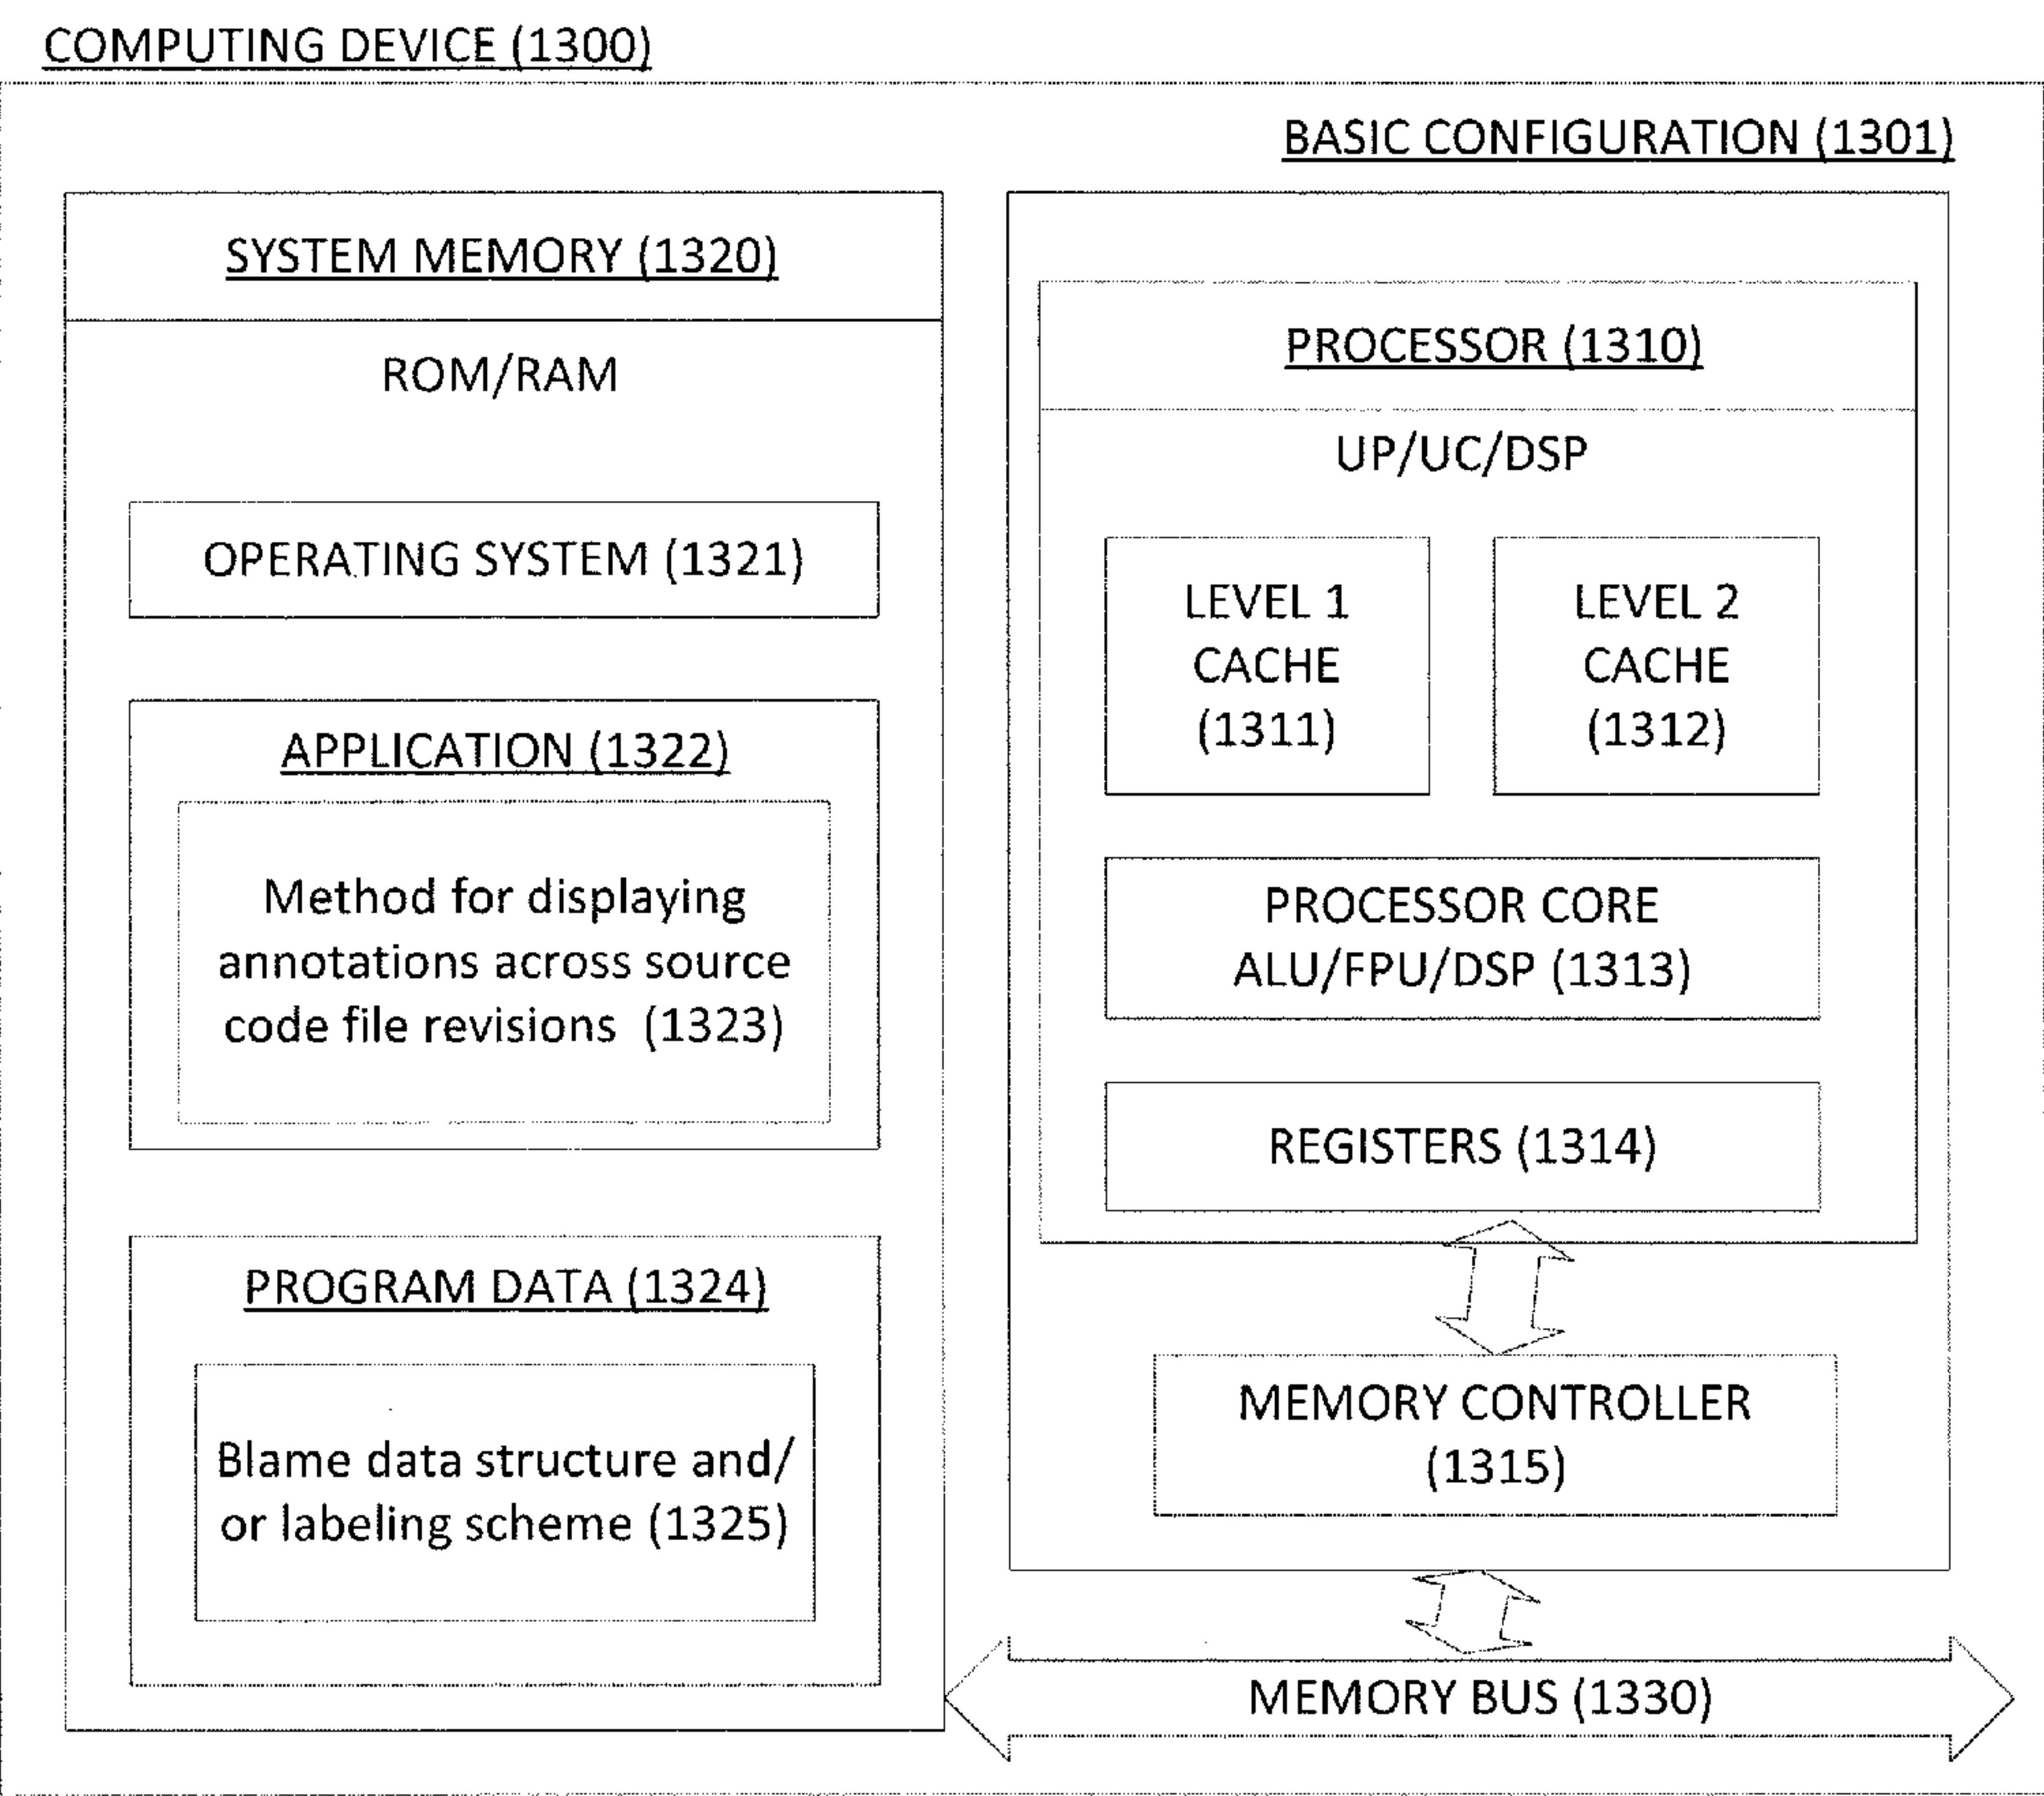 COMPUTING DEVICE (1300)
BASIC CONFIGURATION (1301)
SYSTEM MEMORY (1320)
ROM/RAM
OPERATING SYSTEM (1321)
APPLICATION (1322)
Method for displaying
annotations across source
code file revisions (1323)
PROGRAM DATA (1324)
Blame data structure and/
or labeling scheme (1325)
PROCESSOR (1310)
UP/UC/DSP
LEVEL 1
CACHE
(1311)
LEVEL 2
CACHE
(1312)
PROCESSOR CORE
ALU/FPU/DSP (1313)
REGISTERS (1314)
MEMORY CONTROLLER
(1315)
MEMORY BUS (1330)